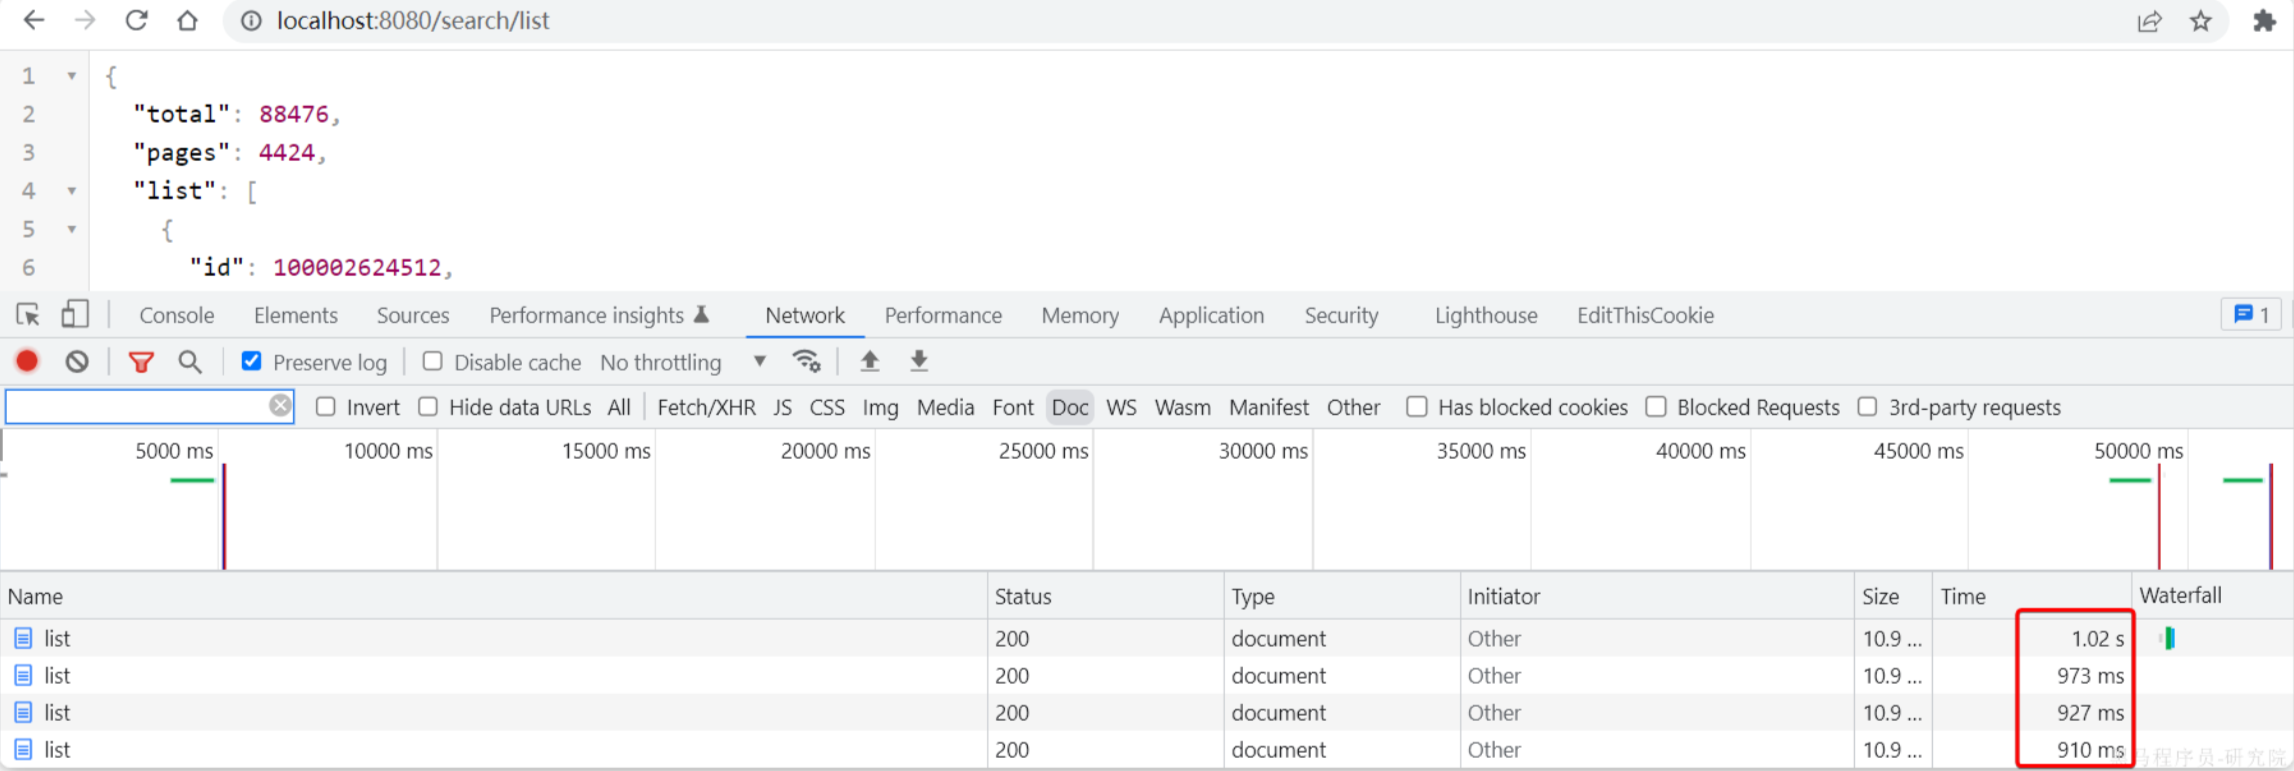 localhost:8080/search/list
1 {
2 "total": 88476,
3 "pages": 4424,
4 "list": [
5 {
6 "id": 100002624512,
Console Elements Sources Performance insights Network Performance Memory Application Security Lighthouse EditThisCookie 1
Preserve log Disable cache No throttling
Invert Hide data URLs All Fetch/XHR JS CSS Img Media Font Doc WS Wasm Manifest Other Has blocked cookies Blocked Requests 3rd-party requests
5000 ms 10000 ms 15000 ms 20000 ms 25000 ms 30000 ms 35000 ms 40000 ms 45000 ms 50000 ms
Name Status Type Initiator Size Time Waterfall
list 200 document Other 10.9 ... 1.02 s
list 200 document Other 10.9 ... 973 ms
list 200 document Other 10.9 ... 927 ms
list 200 document Other 10.9 ... 910 ms
马程序员-研究院